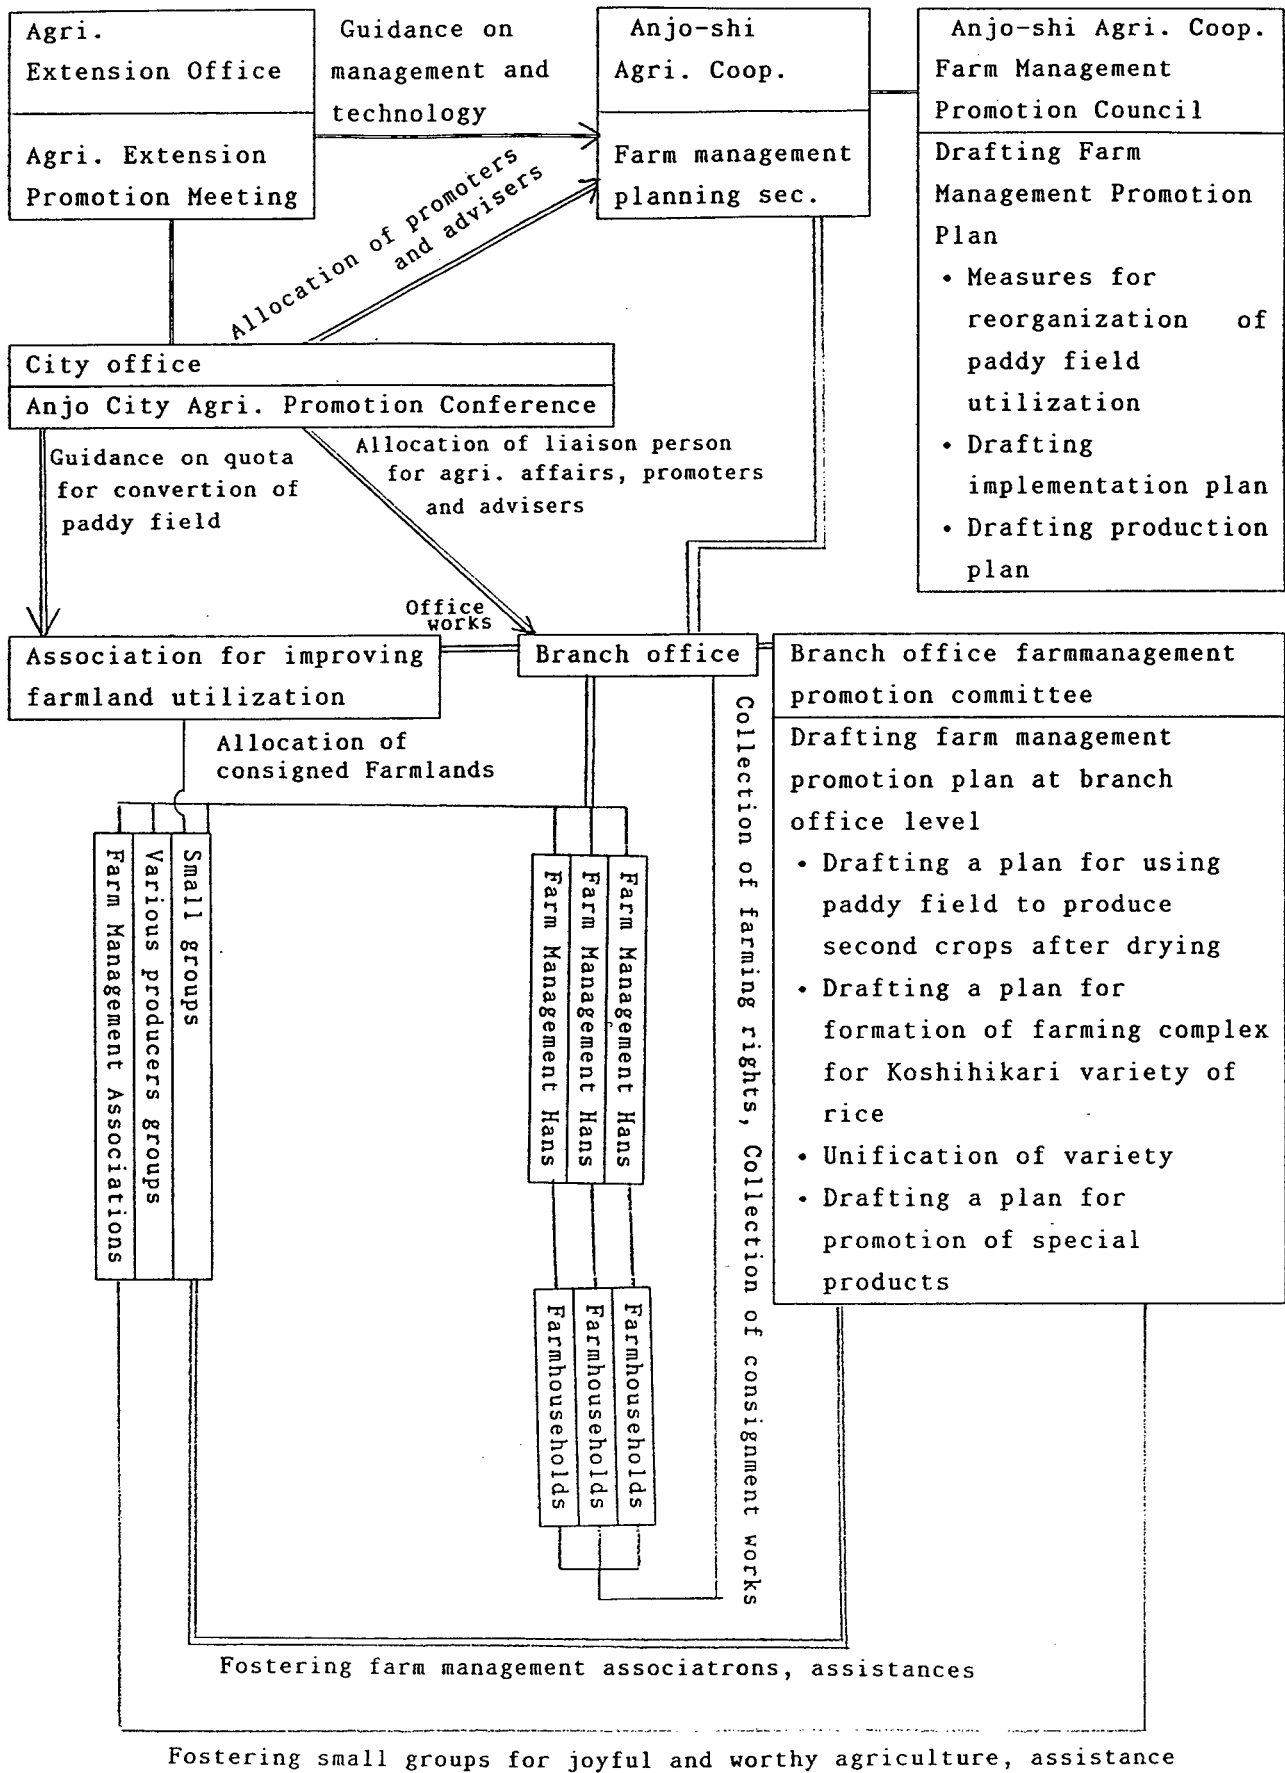 Agri.
Extension Office
Agri. Extension
Promotion Meeting
Guidance on
management and
technology
Anjo-shi
Agri. Coop.
Farm management
planning sec.
Anjo-shi Agri. Coop.
Farm Management
Promotion Council
Drafting Farm
Management Promotion
Plan
• Measures for
reorganization of
paddy field
utilization
• Drafting
implementation plan
• Drafting production
plan
Allocation of promoters
and advisers
City office
Anjo City Agri. Promotion Conference
Guidance on quota
for convertion of
paddy field
Allocation of liaison person
for agri. affairs, promoters
and advisers
Office
works
Association for improving
farmland utilization
Branch office
Branch office farmmanagement
promotion committee
Drafting farm management
promotion plan at branch
office level
• Drafting a plan for using
paddy field to produce
second crops after drying
• Drafting a plan for
formation of farming complex
for Koshihikari variety of
rice
• Unification of variety
• Drafting a plan for
promotion of special
products
Allocation of
consigned Farmlands
Small groups
Various producers groups
Farm Management Associations
Farm Management Hans
Farm Management Hans
Farm Management Hans
Farmhouseholds
Farmhouseholds
Farmhouseholds
Collection of farming rights, Collection of consignment works
Fostering farm management associatrons, assistances
Fostering small groups for joyful and worthy agriculture, assistance